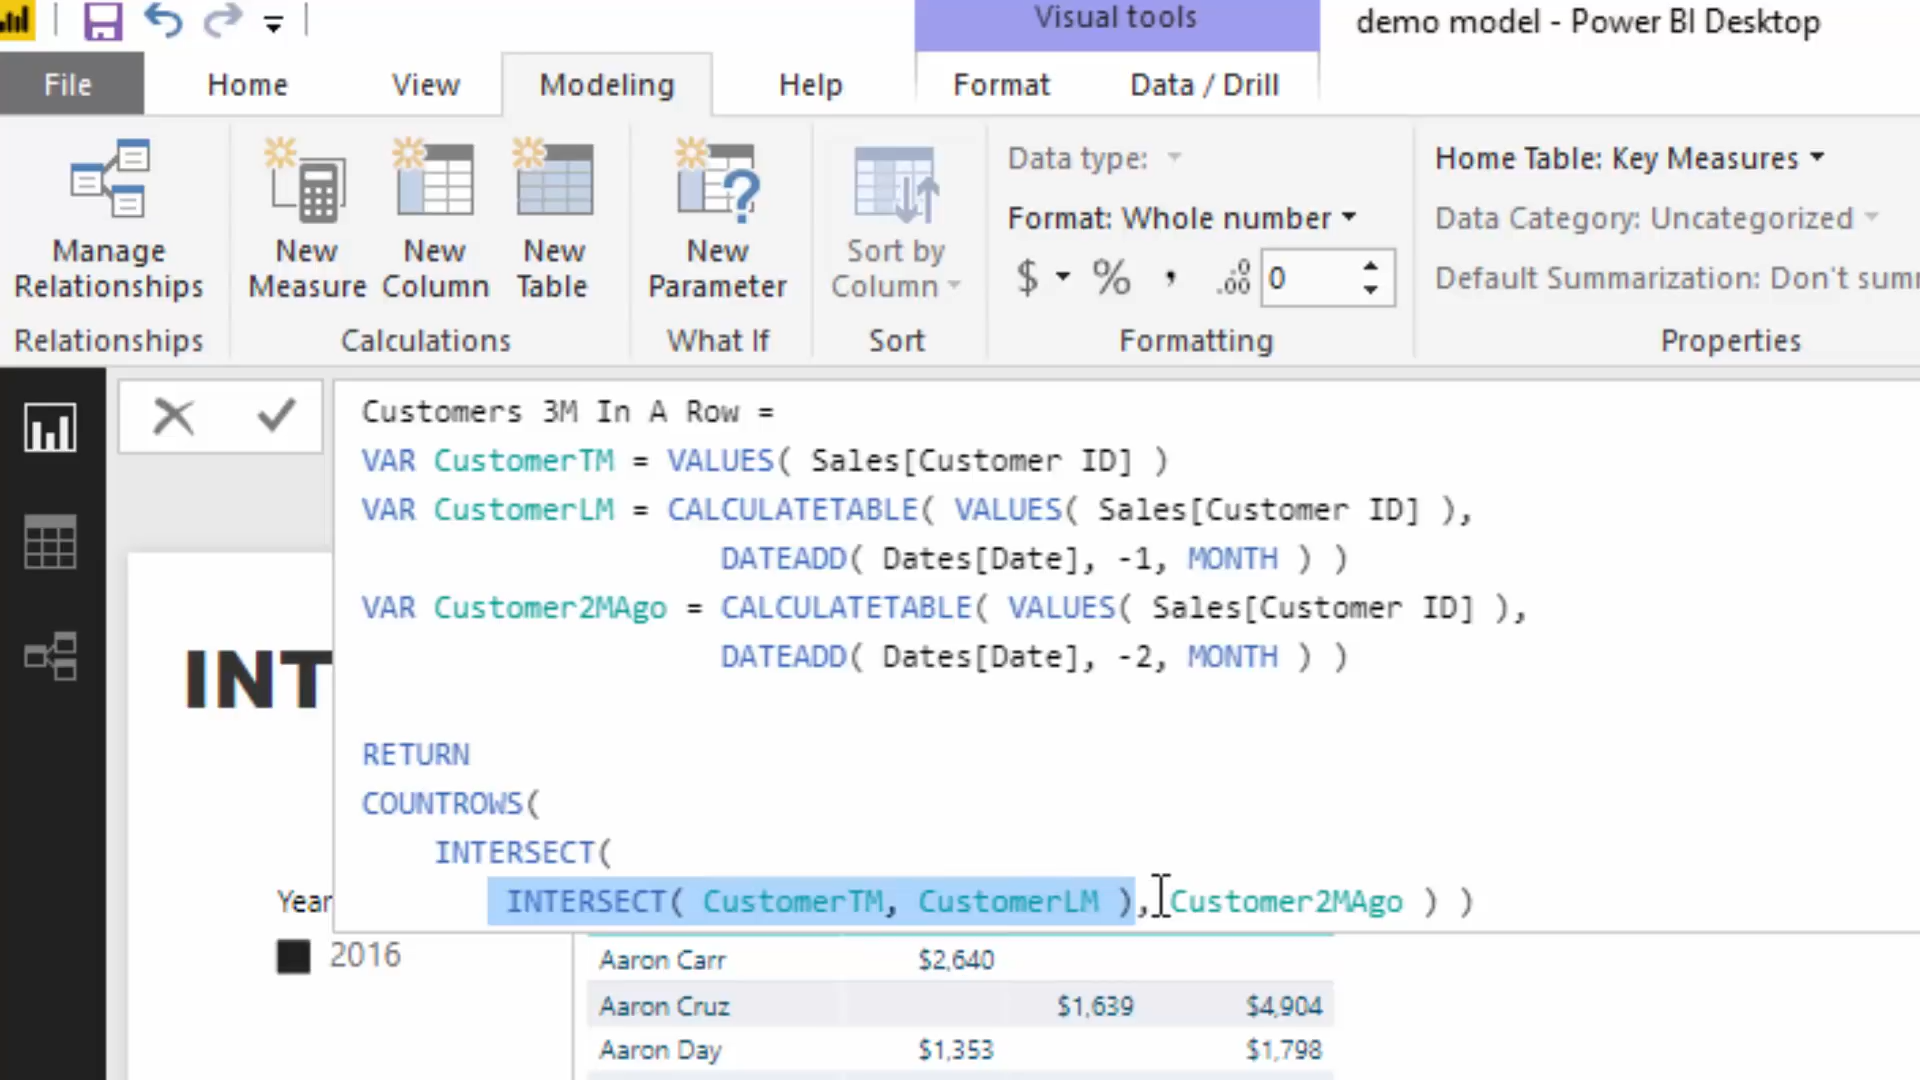 Visual tools
demo model - Power BI Desktop
File Home View Modeling Help Format Data / Drill
Manage Relationships
New Measure
New Column
New Table
New Parameter
Sort by Column
Data type:
Format: Whole number
$ % , .00 0
Home Table: Key Measures
Data Category: Uncategorized
Default Summarization: Don't
Relationships Calculations What If Sort Formatting Properties
Customers 3M In A Row =
VAR CustomerTM = VALUES( Sales[Customer ID] )
VAR CustomerLM = CALCULATETABLE( VALUES( Sales[Customer ID] ),
DATEADD( Dates[Date], -1, MONTH ) )
VAR Customer2MAgo = CALCULATETABLE( VALUES( Sales[Customer ID] ),
DATEADD( Dates[Date], -2, MONTH ) )
RETURN
COUNTROWS(
INTERSECT(
INTERSECT( CustomerTM, CustomerLM ), Customer2MAgo ) )
INT
Year
2016
Aaron Carr $2,640
Aaron Cruz $1,639 $4,904
Aaron Day $1,353 $1,798